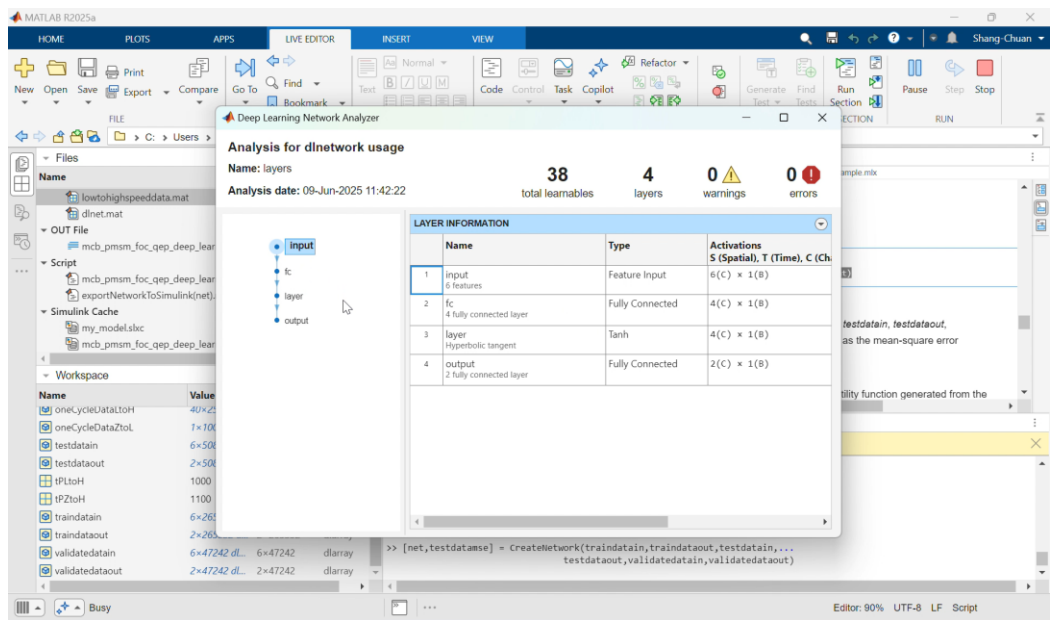 MATLAB R2025a
HOME PLOTS APPS LIVE EDITOR INSERT VIEW Shang-Chuan
New Open Save Print Export Compare Go To Find Bookmark Text Normal B I U M Code Control Task Copilot Refactor Generate Test Find Tests Run Section Pause Step Stop
FILE ECTION RUN
C: › Users ›
Files
Name
lowtohighspeeddata.mat
dlnet.mat
OUT File
mcb_pmsm_foc_qep_deep_lear
Script
mcb_pmsm_foc_qep_deep_lear
exportNetworkToSimulink(net).
Simulink Cache
my_model.slxc
mcb_pmsm_foc_qep_deep_lear
Workspace
Name Value
oneCycleDataLtoH 40×25
oneCycleDataZtoL 1×100
testdatain 6×508
testdataout 2×508
tPLtoH 1000
tPZtoH 1100
traindatain 6×265
traindataout 2×265
validatedatain 6×47242 dl... 6×47242 dlarray
validatedataout 2×47242 dl... 2×47242 dlarray
Busy
Deep Learning Network Analyzer
Analysis for dlnetwork usage
Name: layers
Analysis date: 09-Jun-2025 11:42:22
38 4 0 0
total learnables layers warnings errors
input
fc
layer
output
LAYER INFORMATION
Name Type Activations
S (Spatial), T (Time), C (Ch
1 input Feature Input 6(C) × 1(B)
6 features
2 fc Fully Connected 4(C) × 1(B)
4 fully connected layer
3 layer Tanh 4(C) × 1(B)
Hyperbolic tangent
4 output Fully Connected 2(C) × 1(B)
2 fully connected layer
ample.mlx
testdatain, testdataout,
as the mean-square error
tility function generated from the
>> [net,testdatamse] = CreateNetwork(traindatain,traindataout,testdatain,...
testdataout,validatedatain,validatedataout)
Editor: 90% UTF-8 LF Script